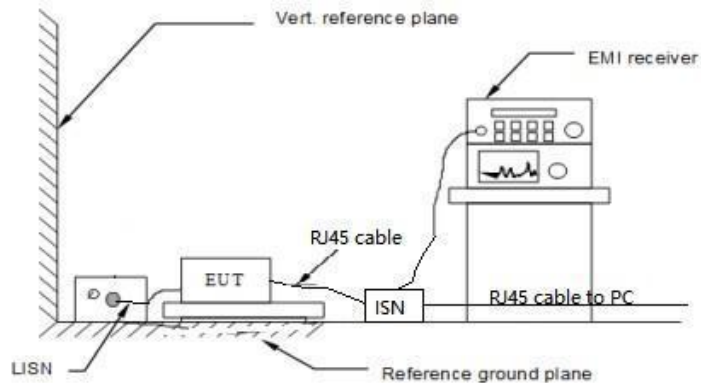 Vert. reference plane
EMI receiver
RJ45 cable
EUT
ISN
RJ45 cable to PC
LISN
Reference ground plane